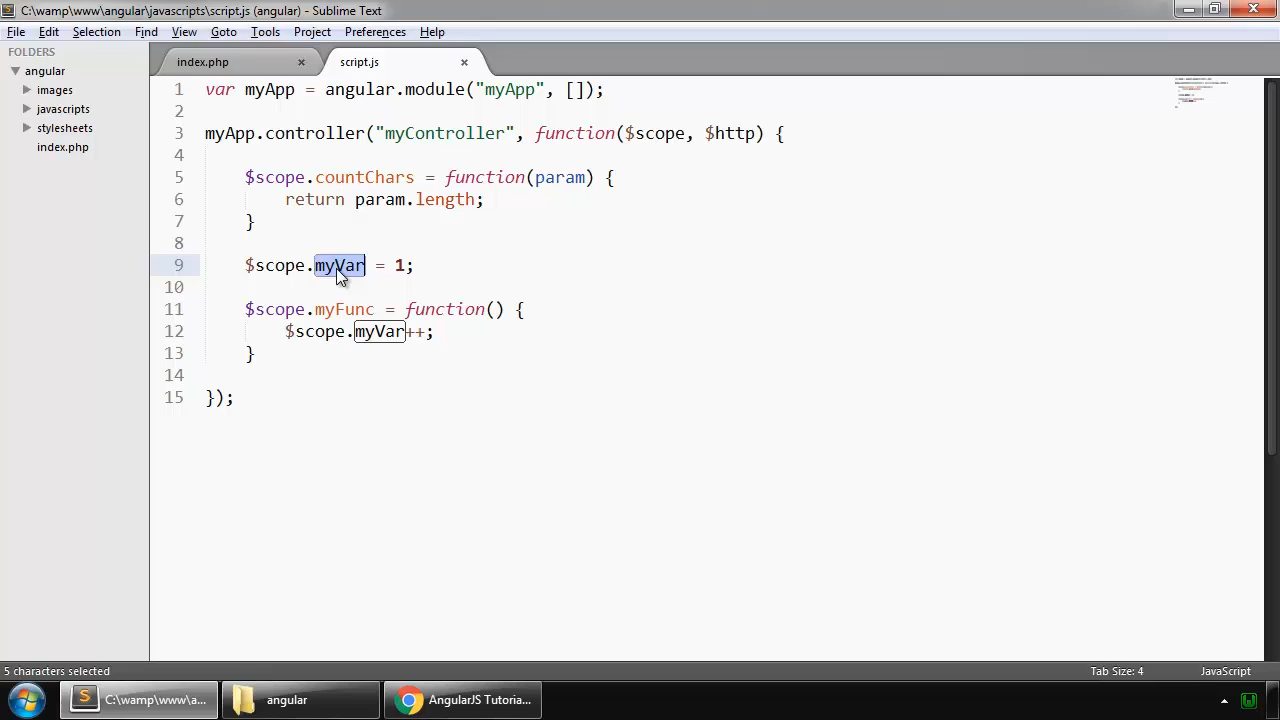 C:\wamp\www\angular\javascripts\script.js (angular) - Sublime Text
File Edit Selection Find View Goto Tools Project Preferences Help
FOLDERS
angular
images
javascripts
stylesheets
index.php
index.php × script.js ×
1 var myApp = angular.module("myApp", []);
2
3 myApp.controller("myController", function($scope, $http) {
4
5 $scope.countChars = function(param) {
6 return param.length;
7 }
8
9 $scope.myVar = 1;
10
11 $scope.myFunc = function() {
12 $scope.myVar++;
13 }
14
15 });
5 characters selected
Tab Size: 4
JavaScript
C:\wamp\www\a...
angular
AngularJS Tutoria...